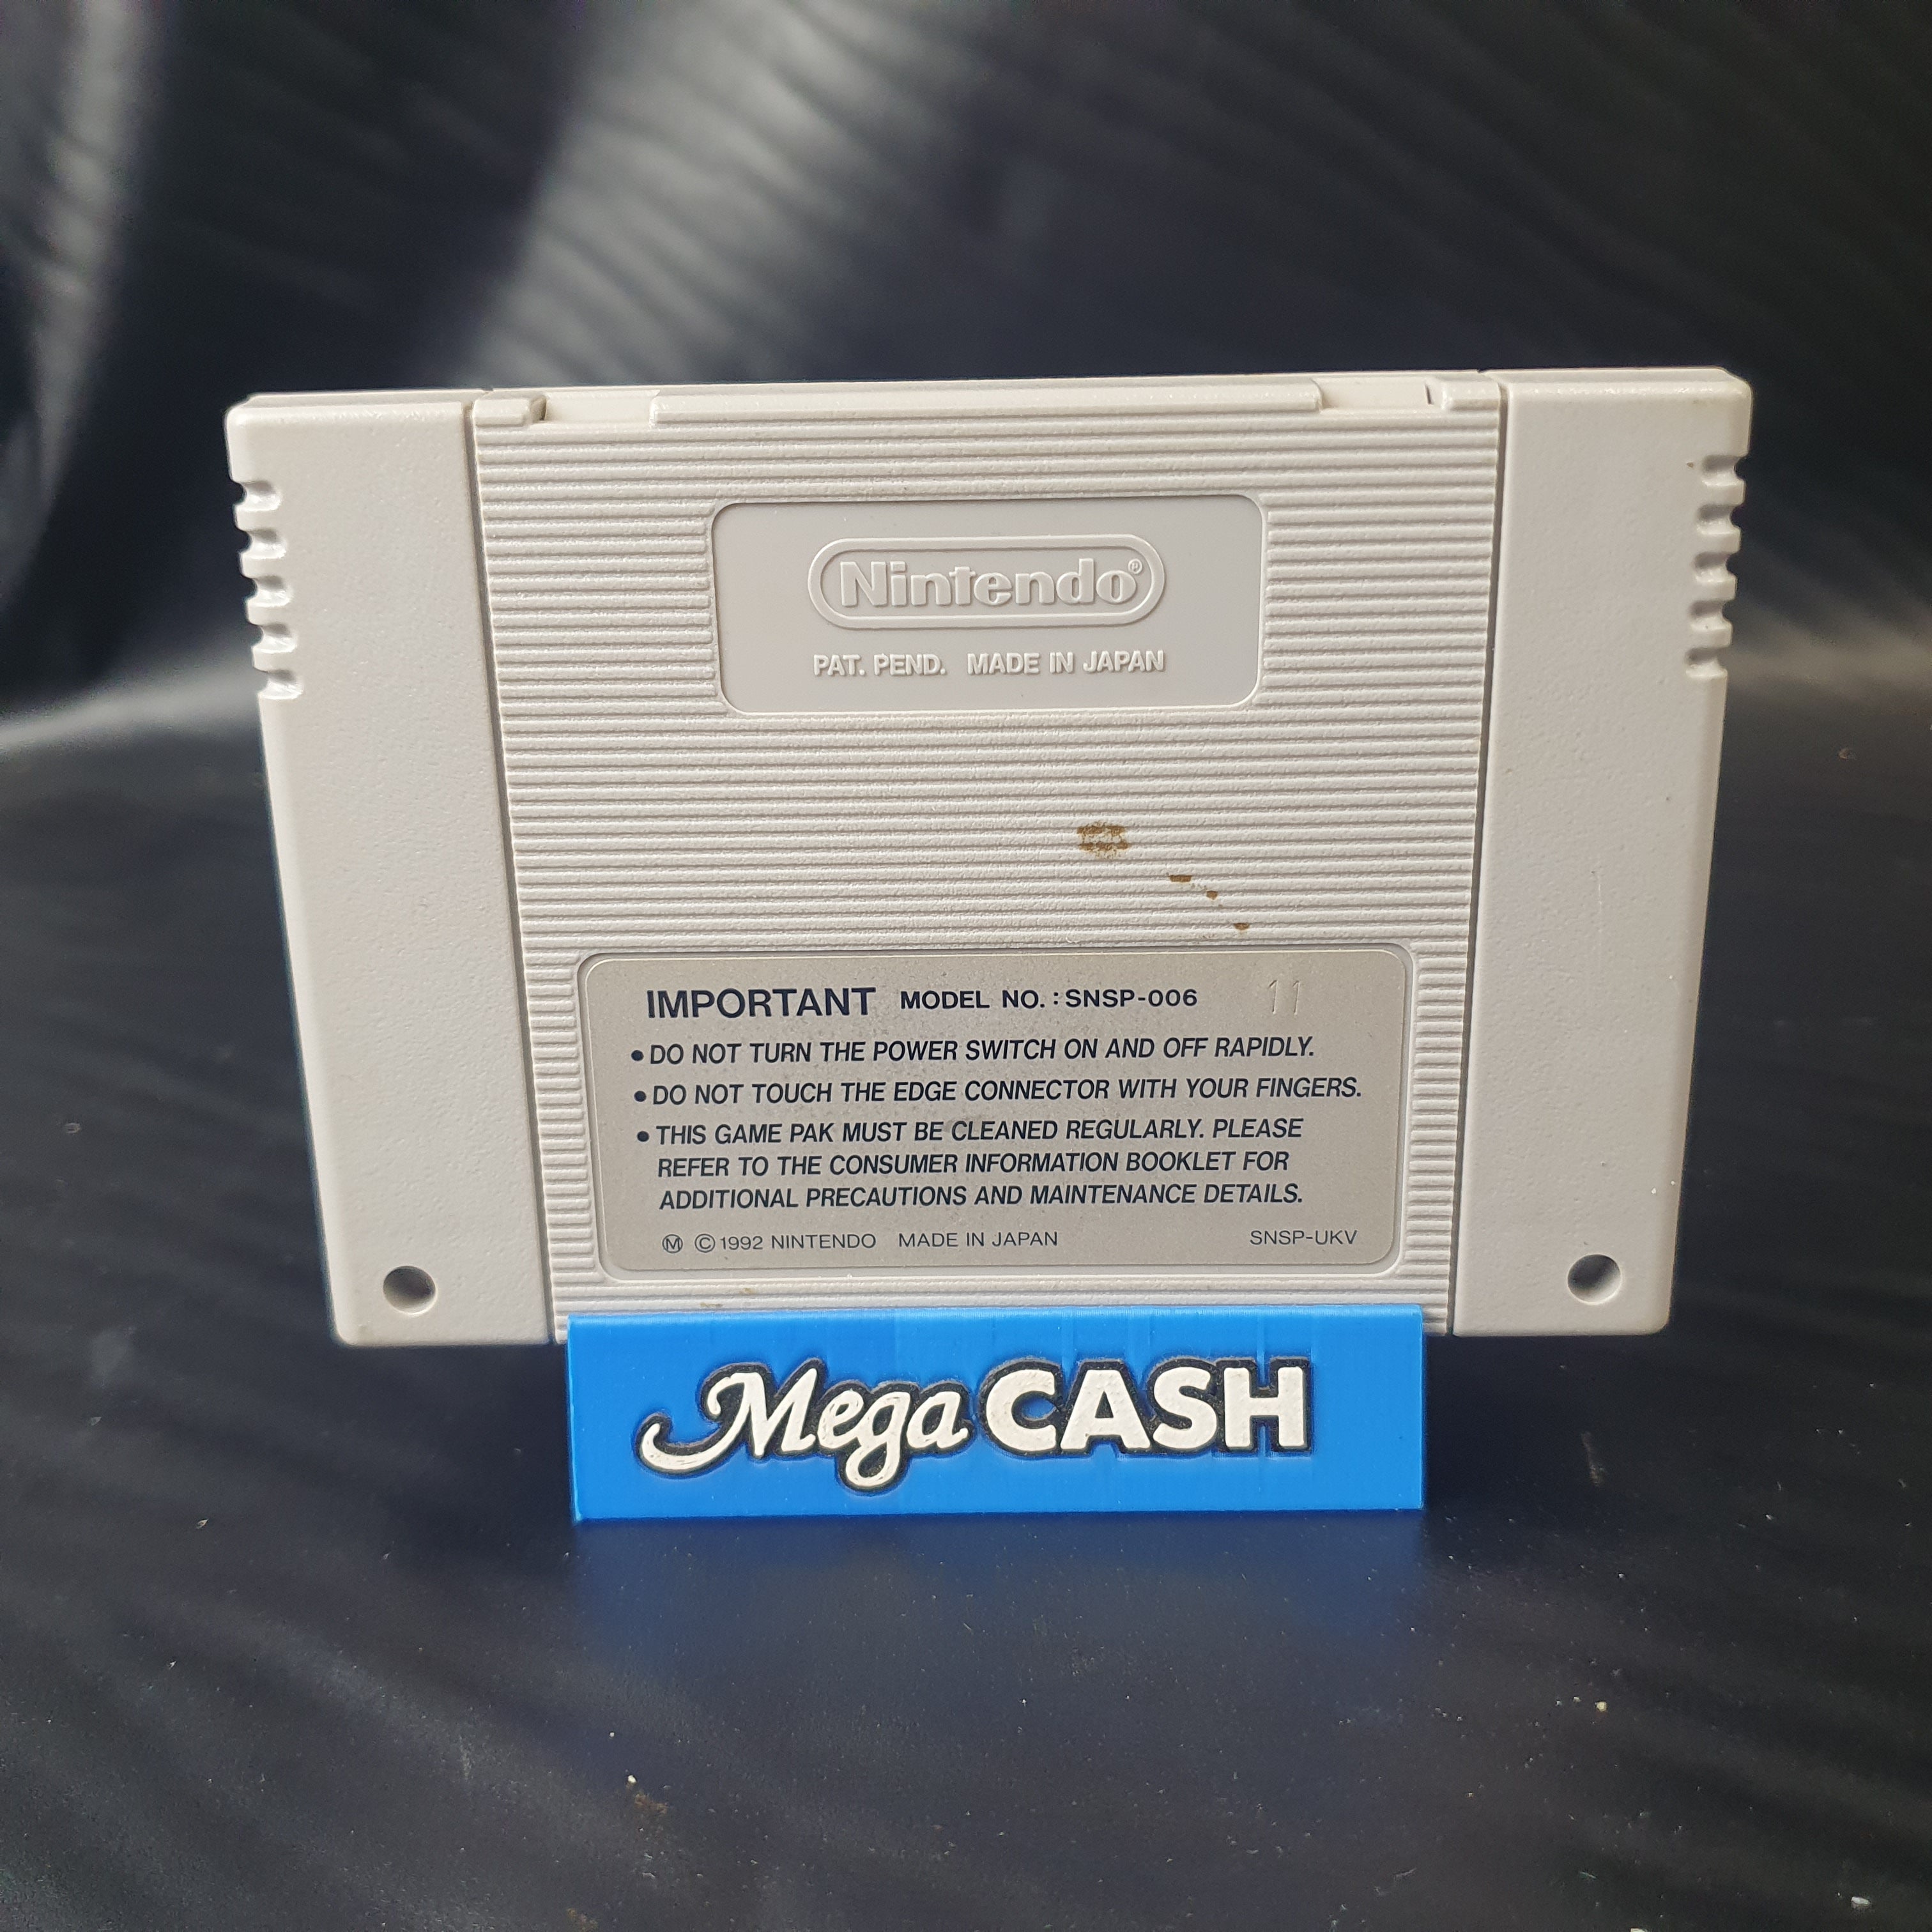 Nintendo®
PAT. PEND. MADE IN JAPAN
IMPORTANT MODEL NO.: SNSP-006 11
• DO NOT TURN THE POWER SWITCH ON AND OFF RAPIDLY.
• DO NOT TOUCH THE EDGE CONNECTOR WITH YOUR FINGERS.
• THIS GAME PAK MUST BE CLEANED REGULARLY. PLEASE
REFER TO THE CONSUMER INFORMATION BOOKLET FOR
ADDITIONAL PRECAUTIONS AND MAINTENANCE DETAILS.
Ⓜ © 1992 NINTENDO MADE IN JAPAN SNSP-UKV
Mega CASH